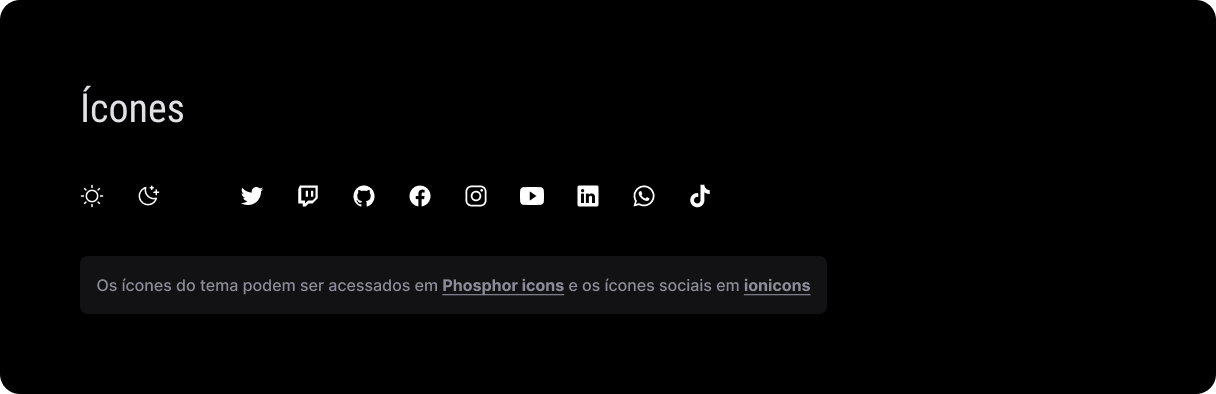 Ícones
Os ícones do tema podem ser acessados em Phosphor icons e os ícones sociais em ionicons